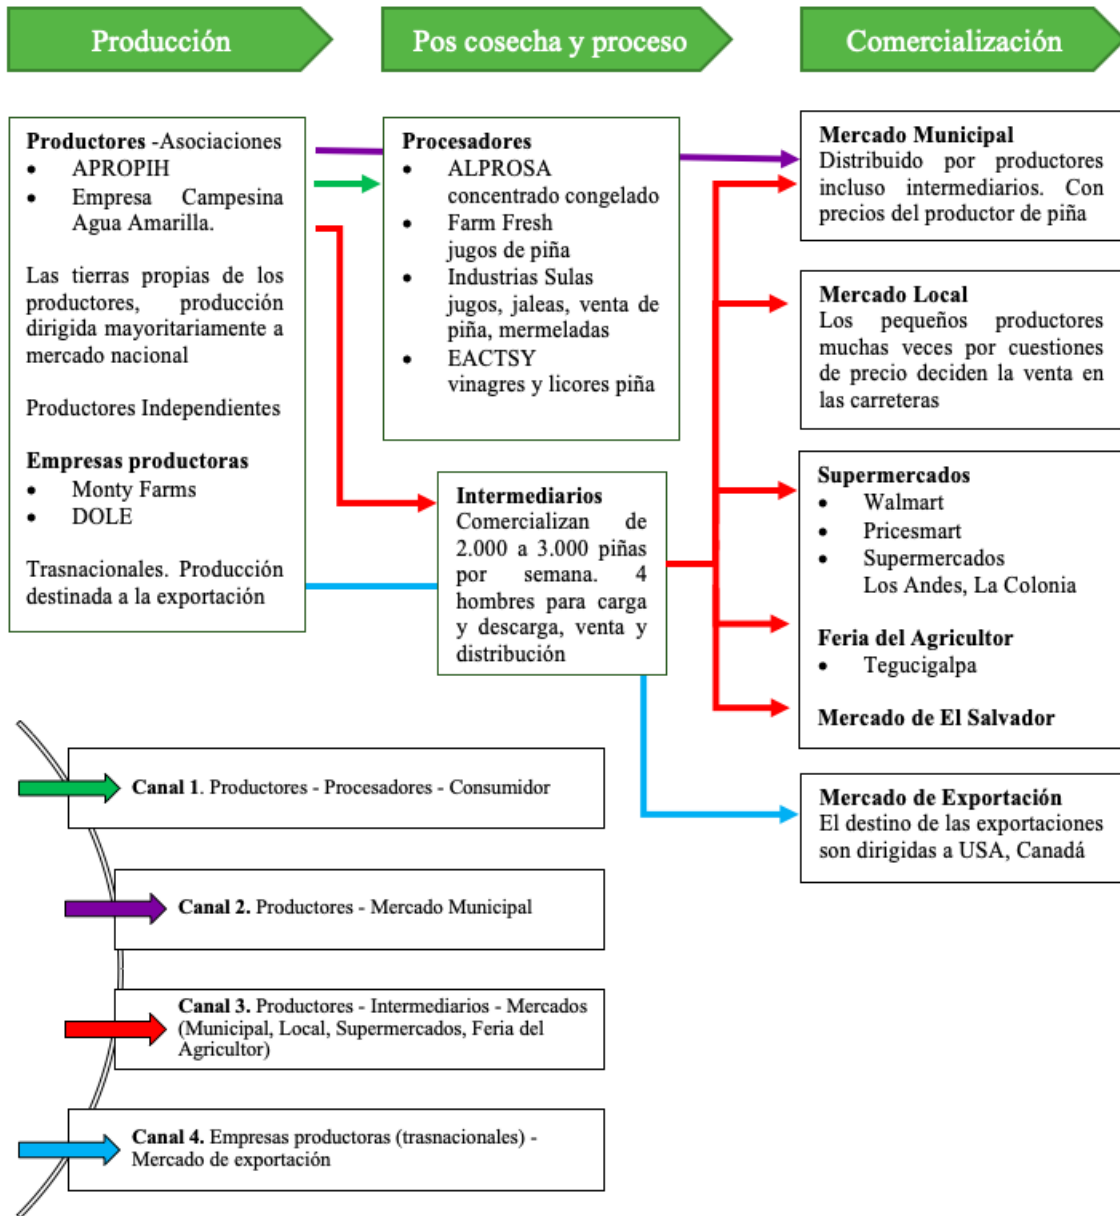 Producción
Pos cosecha y proceso
Comercialización
Productores -Asociaciones
• APROPIH
• Empresa Campesina
Agua Amarilla.
Las tierras propias de los
productores, producción
dirigida mayoritariamente a
mercado nacional
Productores Independientes
Empresas productoras
• Monty Farms
• DOLE
Trasnacionales. Producción
destinada a la exportación
Procesadores
• ALPROSA
concentrado congelado
• Farm Fresh
jugos de piña
• Industrias Sulas
jugos, jaleas, venta de
piña, mermeladas
• EACTSY
vinagres y licores piña
Intermediarios
Comercializan de
2.000 a 3.000 piñas
por semana. 4
hombres para carga
y descarga, venta y
distribución
Mercado Municipal
Distribuido por productores
incluso intermediarios. Con
precios del productor de piña
Mercado Local
Los pequeños productores
muchas veces por cuestiones
de precio deciden la venta en
las carreteras
Supermercados
• Walmart
• Pricesmart
• Supermercados
Los Andes, La Colonia
Feria del Agricultor
• Tegucigalpa
Mercado de El Salvador
Mercado de Exportación
El destino de las exportaciones
son dirigidas a USA, Canadá
Canal 1. Productores - Procesadores - Consumidor
Canal 2. Productores - Mercado Municipal
Canal 3. Productores - Intermediarios - Mercados
(Municipal, Local, Supermercados, Feria del
Agricultor)
Canal 4. Empresas productoras (trasnacionales) -
Mercado de exportación